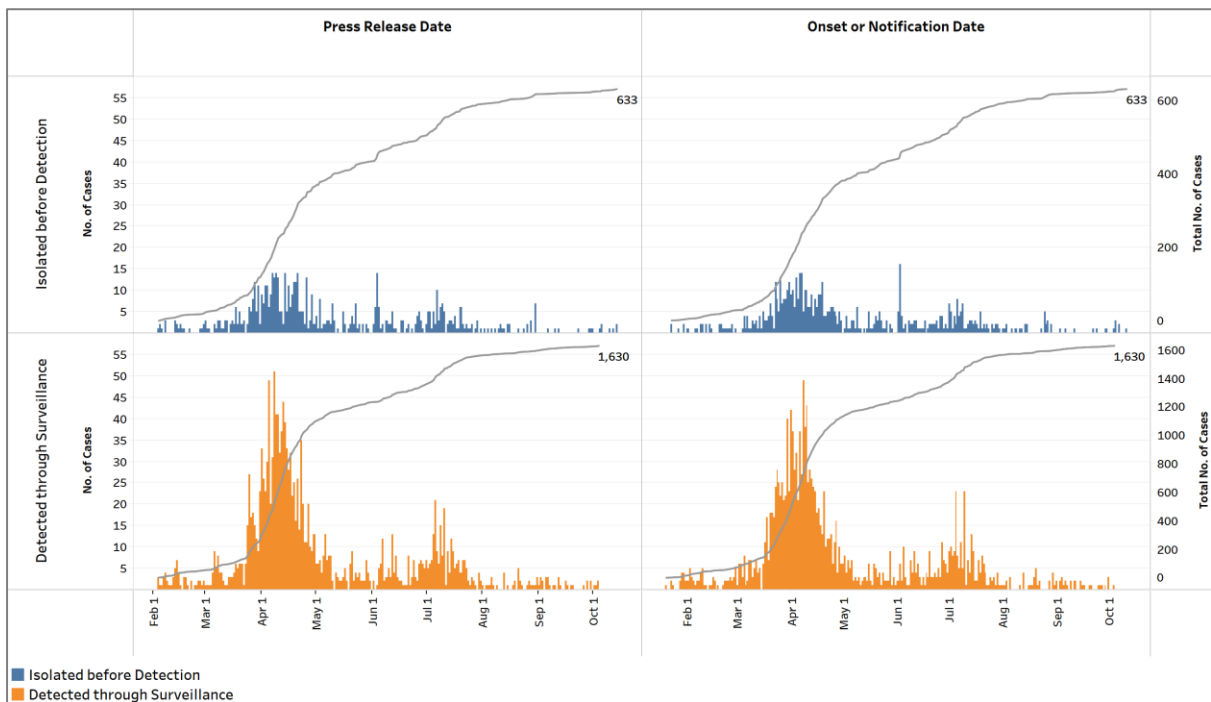 Press Release Date
Onset or Notification Date
Isolated before Detection
No. of Cases
55
50
45
40
35
30
25
20
15
10
5
633
633
600
400
200
0
Total No. of Cases
Detected through Surveillance
No. of Cases
55
50
45
40
35
30
25
20
15
10
5
1,630
1,630
1600
1400
1200
1000
800
600
400
200
0
Total No. of Cases
Feb 1
Mar 1
Apr 1
May 1
Jun 1
Jul 1
Aug 1
Sep 1
Oct 1
Feb 1
Mar 1
Apr 1
May 1
Jun 1
Jul 1
Aug 1
Sep 1
Oct 1
Isolated before Detection
Detected through Surveillance